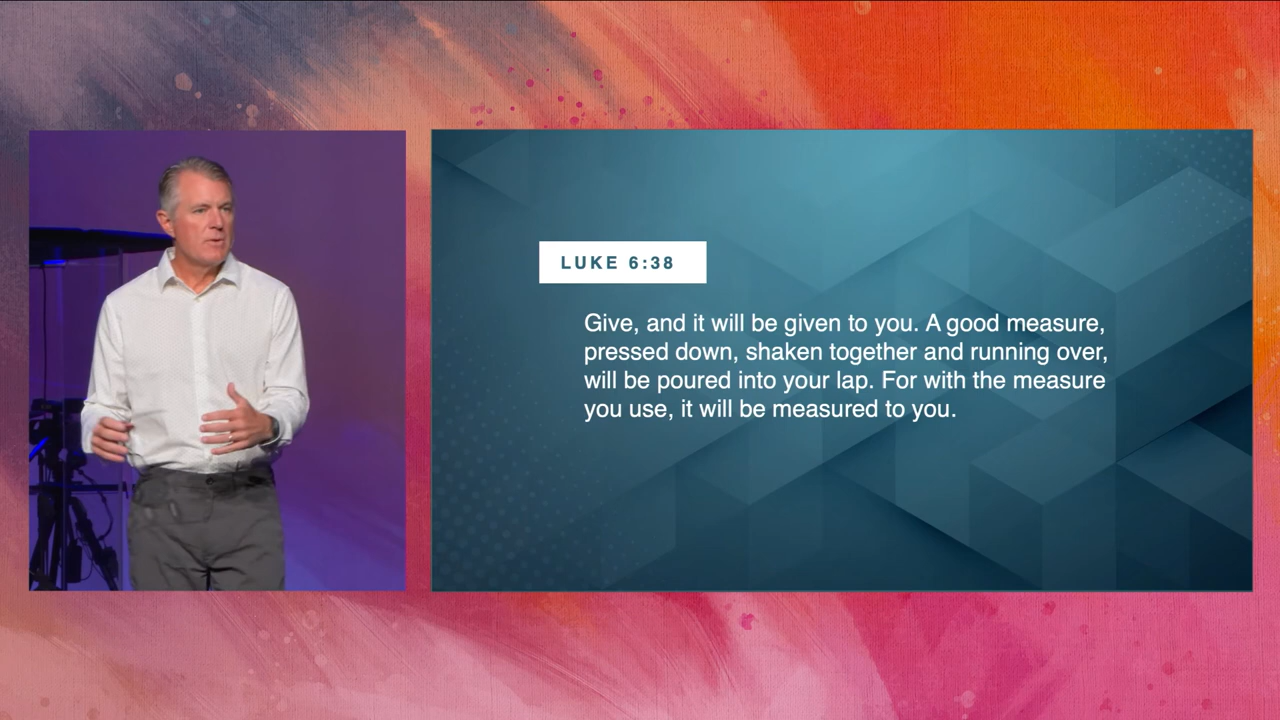 LUKE 6:38
Give, and it will be given to you. A good measure,
pressed down, shaken together and running over,
will be poured into your lap. For with the measure
you use, it will be measured to you.